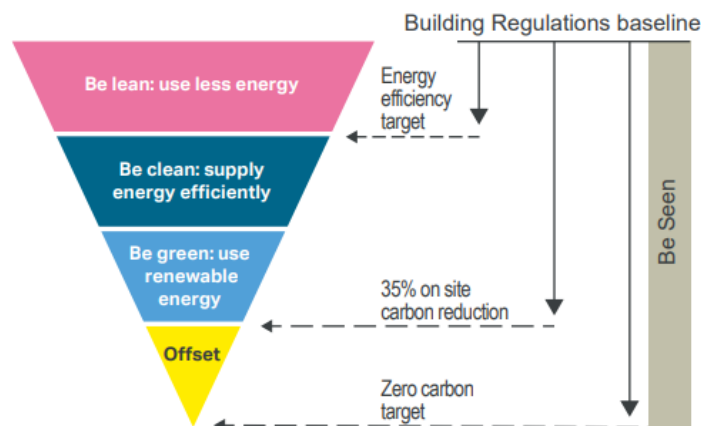 Building Regulations baseline
Be lean: use less energy
Energy
efficiency
target
Be clean: supply
energy efficiently
Be Seen
Be green: use
renewable
energy
35% on site
carbon reduction
Offset
Zero carbon
target